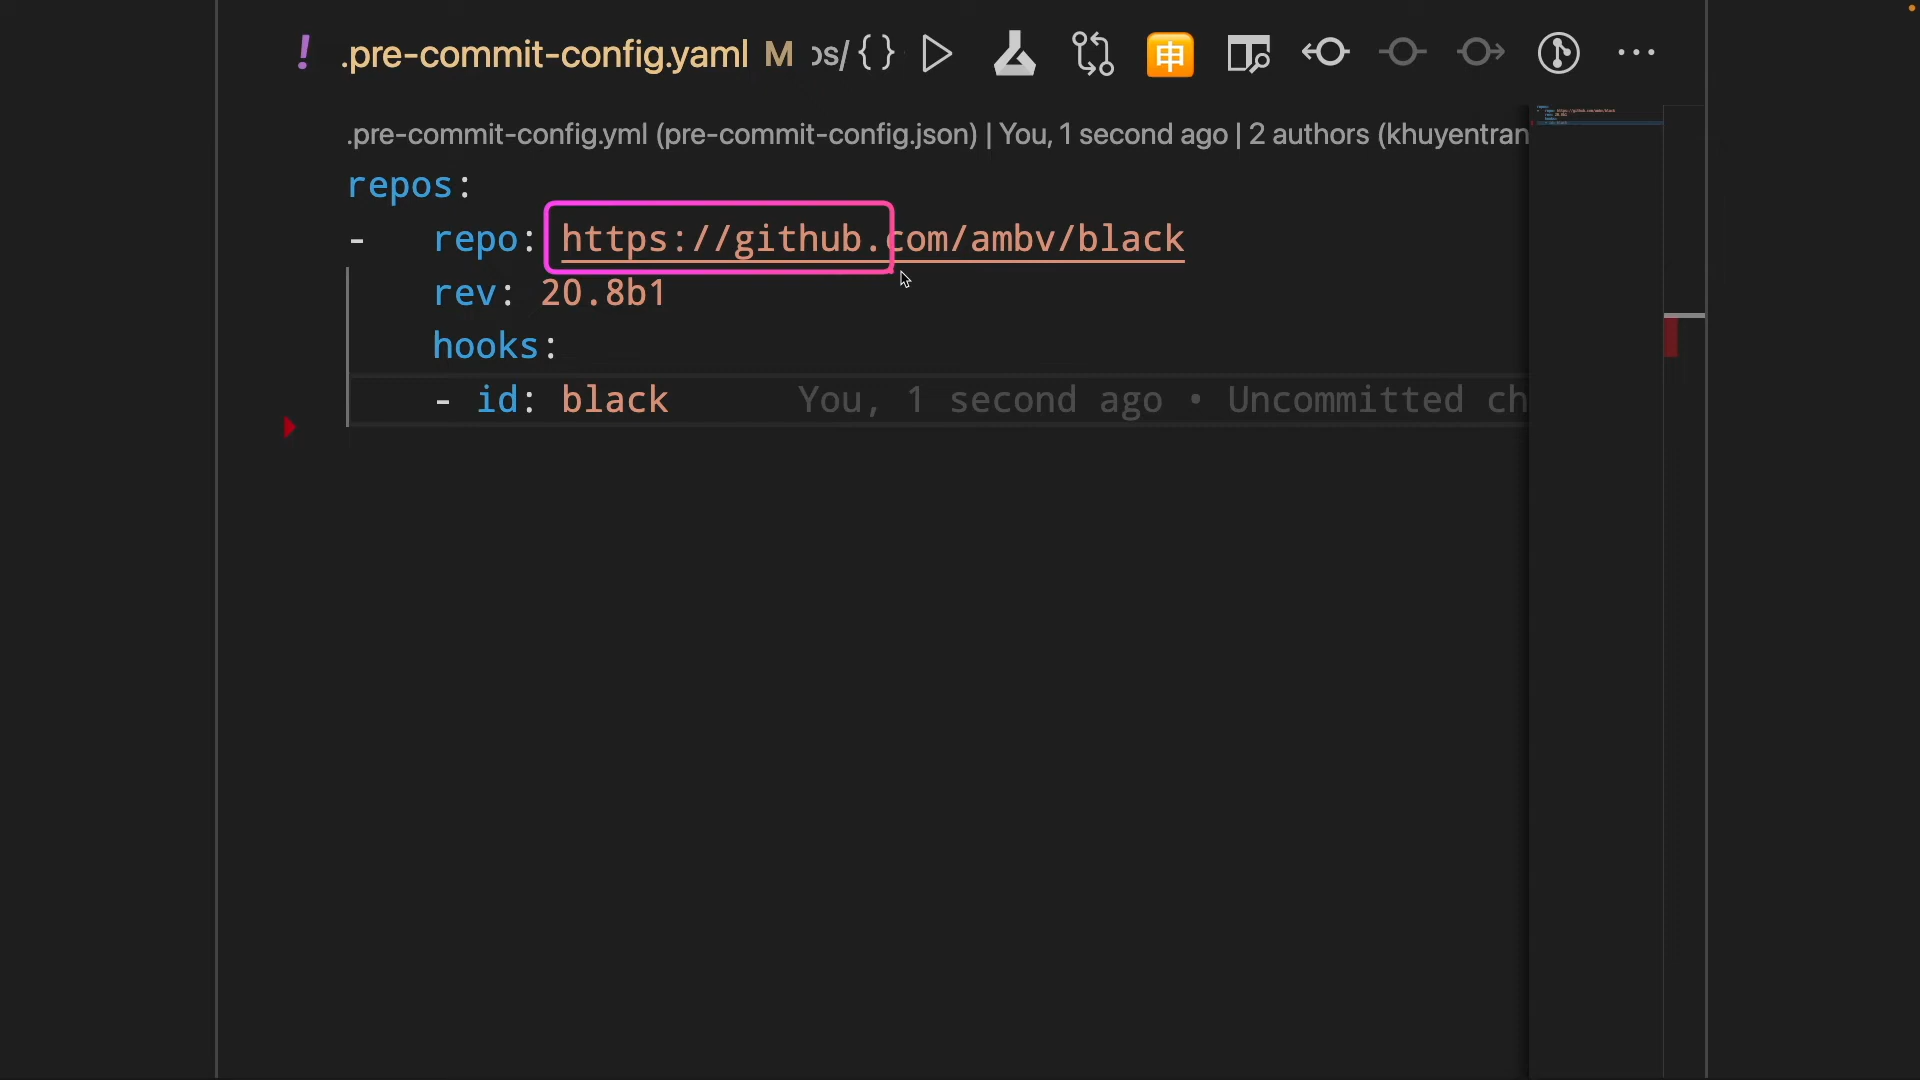 ! .pre-commit-config.yaml M os/ {} 申
.pre-commit-config.yml (pre-commit-config.json) | You, 1 second ago | 2 authors (khuyentran
repos:
-   repo: https://github.com/ambv/black
    rev: 20.8b1
    hooks:
    - id: black You, 1 second ago • Uncommitted ch